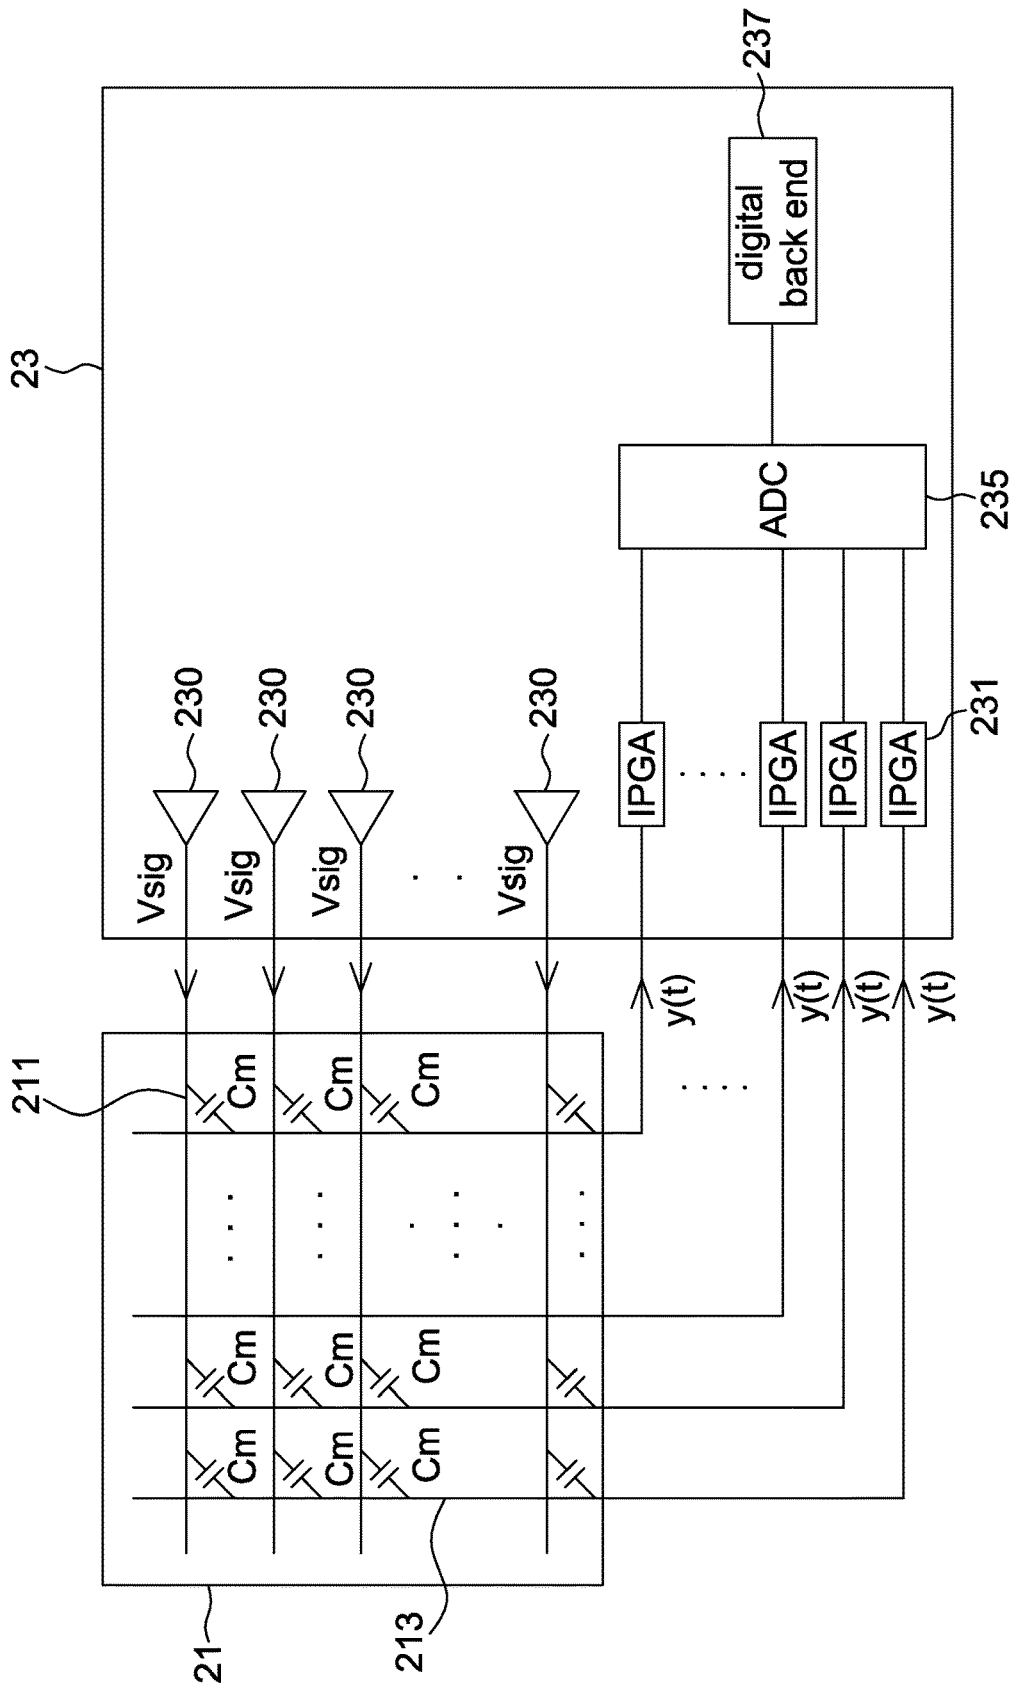 21
23
211
213
Vsig
230
Vsig
230
Vsig
230
Vsig
230
Cm
Cm
Cm
Cm
Cm
Cm
Cm
Cm
Cm
y(t)
y(t)
y(t)
y(t)
IPGA
IPGA
IPGA
IPGA
231
ADC
235
digital
back end
237